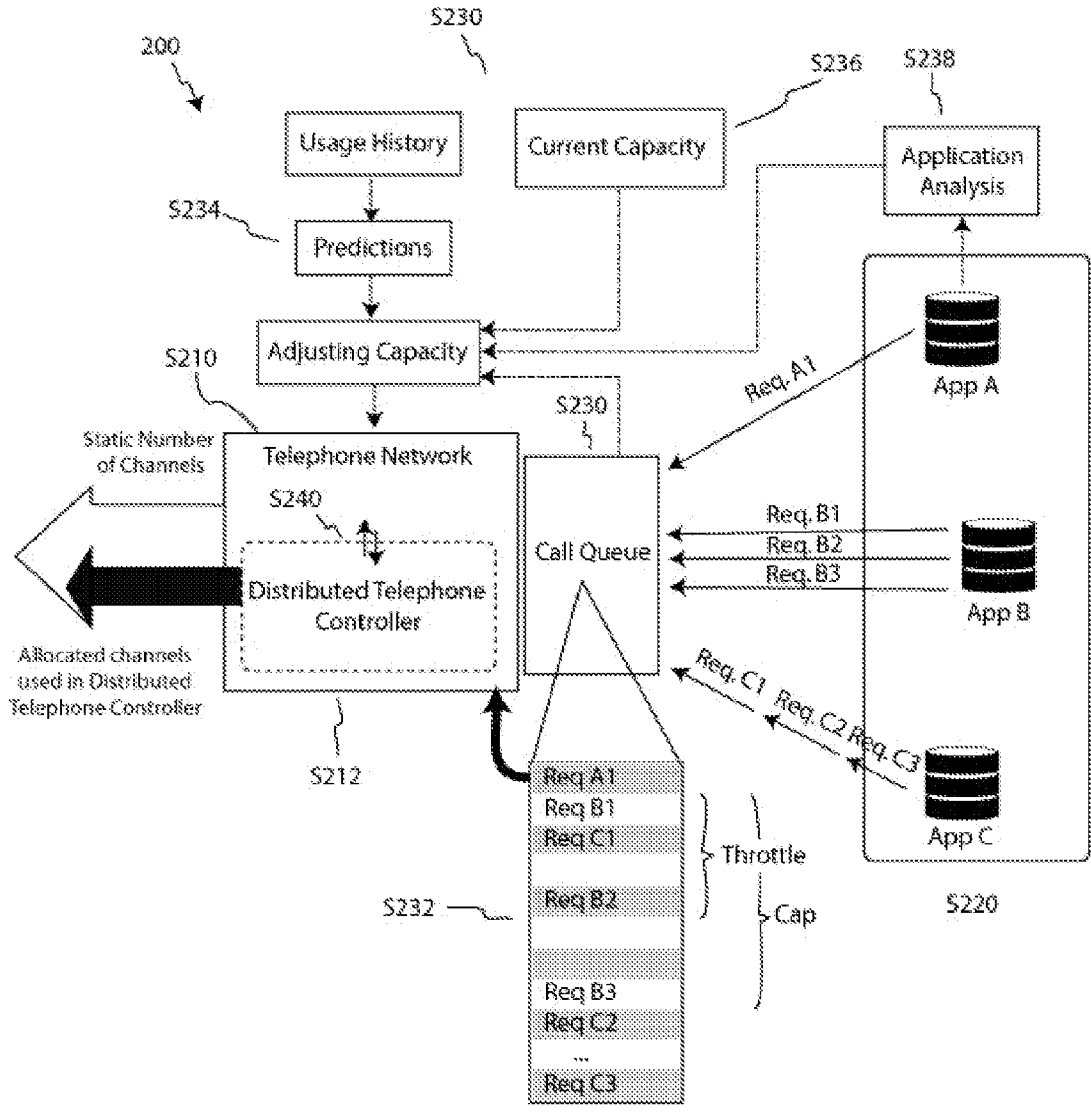 S230
200
S236
S238
Usage History
Current Capacity
Application
Analysis
S234
Predictions
S210
Adjusting Capacity
S230
Req. A1
App A
Static Number
of Channels
Telephone Network
S240
Call Queue
Req. B1
Req. B2
Req. B3
App B
Distributed Telephone
Controller
Allocated channels
used in Distributed
Telephone Controller
S212
Req. C1
Req. C2
Req. C3
App C
Req A1
Req B1
Req C1
Throttle
S232
Req B2
Cap
S220
Req B3
Req C2
...
Req C3